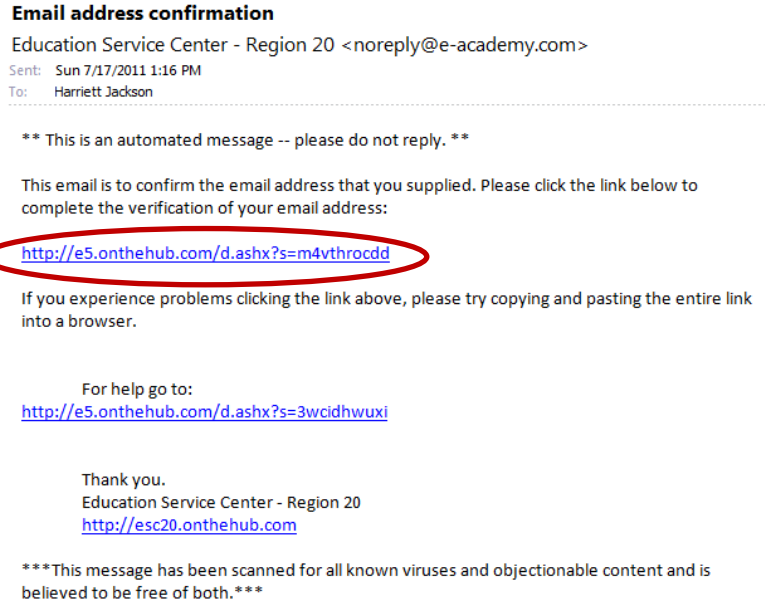 Email address confirmation
Education Service Center - Region 20 <noreply@e-academy.com>
Sent: Sun 7/17/2011 1:16 PM
To: Harriett Jackson
** This is an automated message -- please do not reply. **
This email is to confirm the email address that you supplied. Please click the link below to
complete the verification of your email address:
http://e5.onthehub.com/d.ashx?s=m4vthrocdd
If you experience problems clicking the link above, please try copying and pasting the entire link
into a browser.
For help go to:
http://e5.onthehub.com/d.ashx?s=3wcidhwuxi
Thank you.
Education Service Center - Region 20
http://esc20.onthehub.com
***This message has been scanned for all known viruses and objectionable content and is
believed to be free of both.***